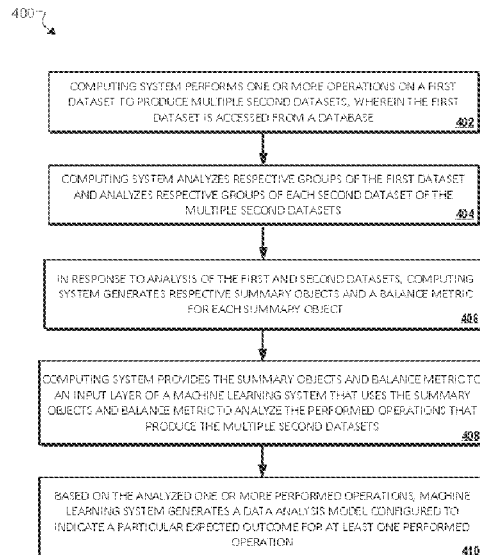 400
COMPUTING SYSTEM PERFORMS ONE OR MORE OPERATIONS ON A FIRST
DATASET TO PRODUCE MULTIPLE SECOND DATASETS, WHEREIN THE FIRST
DATASET IS ACCESSED FROM A DATABASE
402
COMPUTING SYSTEM ANALYZES RESPECTIVE GROUPS OF THE FIRST DATASET
AND ANALYZES RESPECTIVE GROUPS OF EACH SECOND DATASET OF THE
MULTIPLE SECOND DATASETS
404
IN RESPONSE TO ANALYSIS OF THE FIRST AND SECOND DATASETS, COMPUTING
SYSTEM GENERATES RESPECTIVE SUMMARY OBJECTS AND A BALANCE METRIC
FOR EACH SUMMARY OBJECT
406
COMPUTING SYSTEM PROVIDES THE SUMMARY OBJECTS AND BALANCE METRIC TO
AN INPUT LAYER OF A MACHINE LEARNING SYSTEM THAT USES THE SUMMARY
OBJECTS AND BALANCE METRIC TO ANALYZE THE PERFORMED OPERATIONS THAT
PRODUCE THE MULTIPLE SECOND DATASETS
408
BASED ON THE ANALYZED ONE OR MORE PERFORMED OPERATIONS, MACHINE
LEARNING SYSTEM GENERATES A DATA ANALYSIS MODEL CONFIGURED TO
INDICATE A PARTICULAR EXPECTED OUTCOME FOR AT LEAST ONE PERFORMED
OPERATION
410